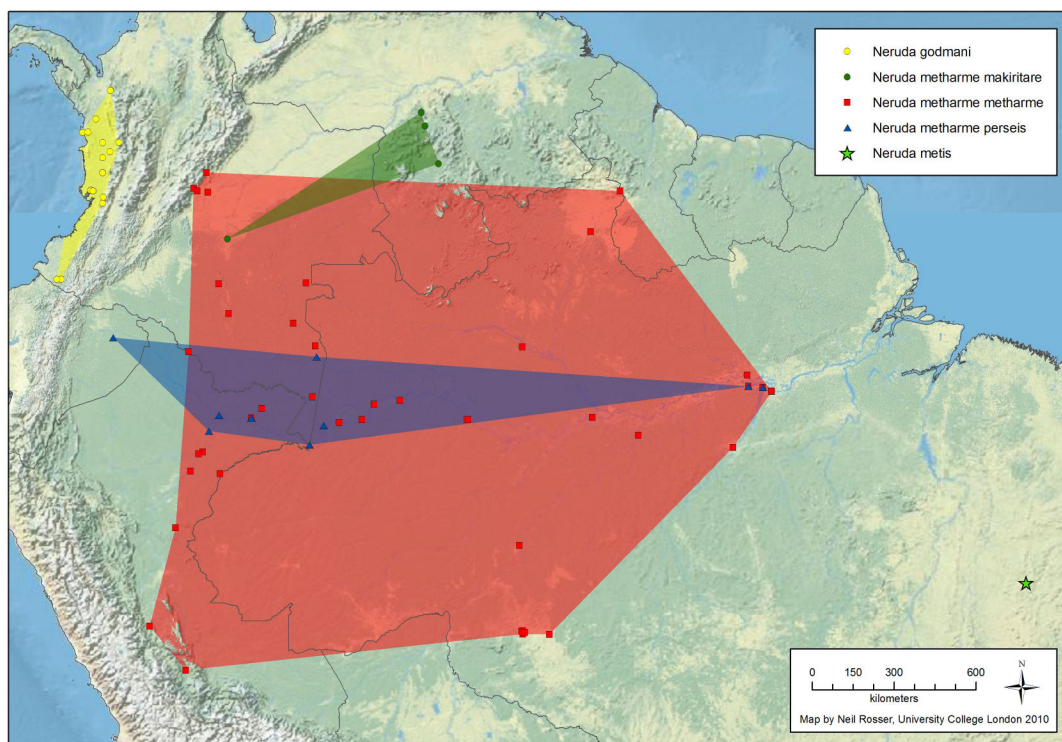 Neruda godmani
Neruda metharme makiritare
Neruda metharme metharme
Neruda metharme perseis
Neruda metis
0 150 300 600
kilometers
N
Map by Neil Rosser, University College London 2010